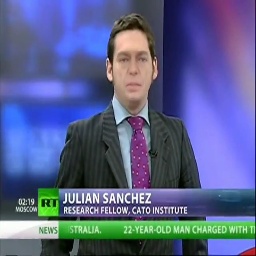 JULIAN SANCHEZ
02:19
MOSCOW
RT
RESEARCH FELLOW, CATO INSTITUTE
NEWS
STRALIA.
22-YEAR-OLD MAN CHARGED WITH T